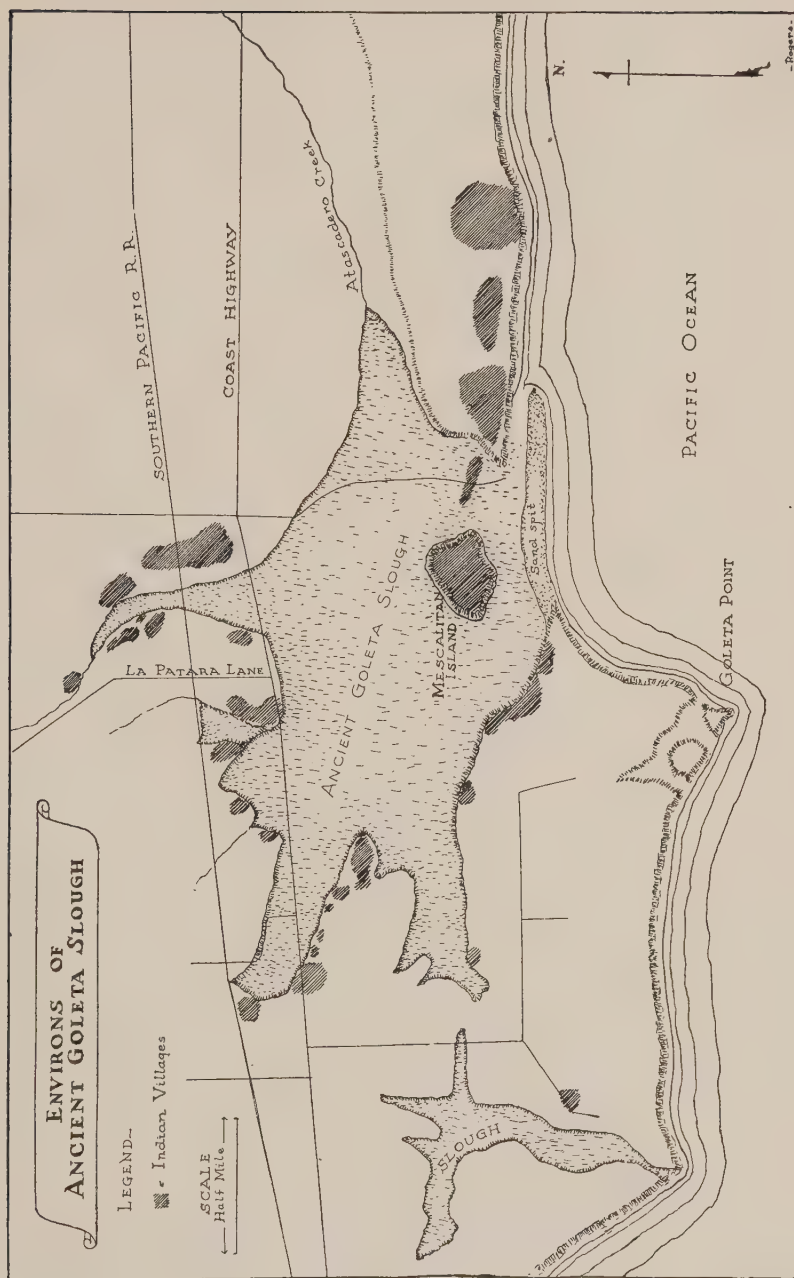 ENVIRONS OF
ANCIENT GOLETA SLOUGH
LEGEND-
= Indian Villages
SCALE
Half Mile
SOUTHERN PACIFIC R.R.
COAST HIGHWAY
Atascadero Creek
LA PATARA LANE
ANCIENT GOLETA SLOUGH
MESCALITAN
ISLAND
Sand spit
SLOUGH
GOLETA POINT
PACIFIC OCEAN
N.
-Rogers-